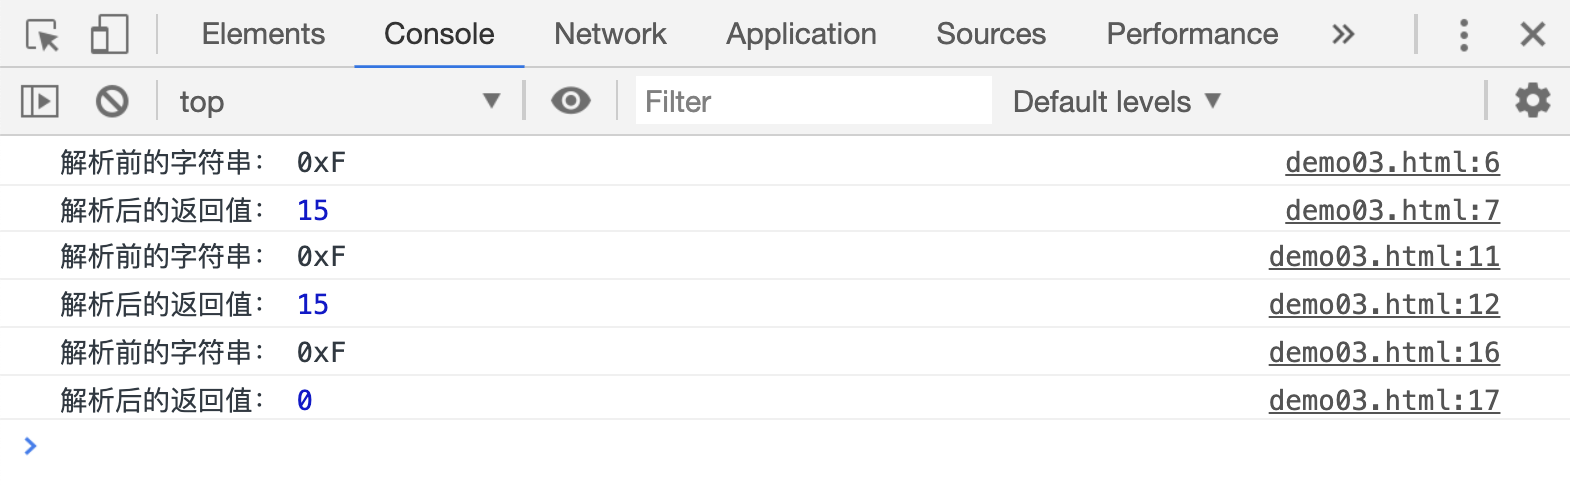 Elements Console Network Application Sources Performance »
top ▼ Filter Default levels ▼
解析前的字符串： 0xF demo03.html:6
解析后的返回值： 15 demo03.html:7
解析前的字符串： 0xF demo03.html:11
解析后的返回值： 15 demo03.html:12
解析前的字符串： 0xF demo03.html:16
解析后的返回值： 0 demo03.html:17